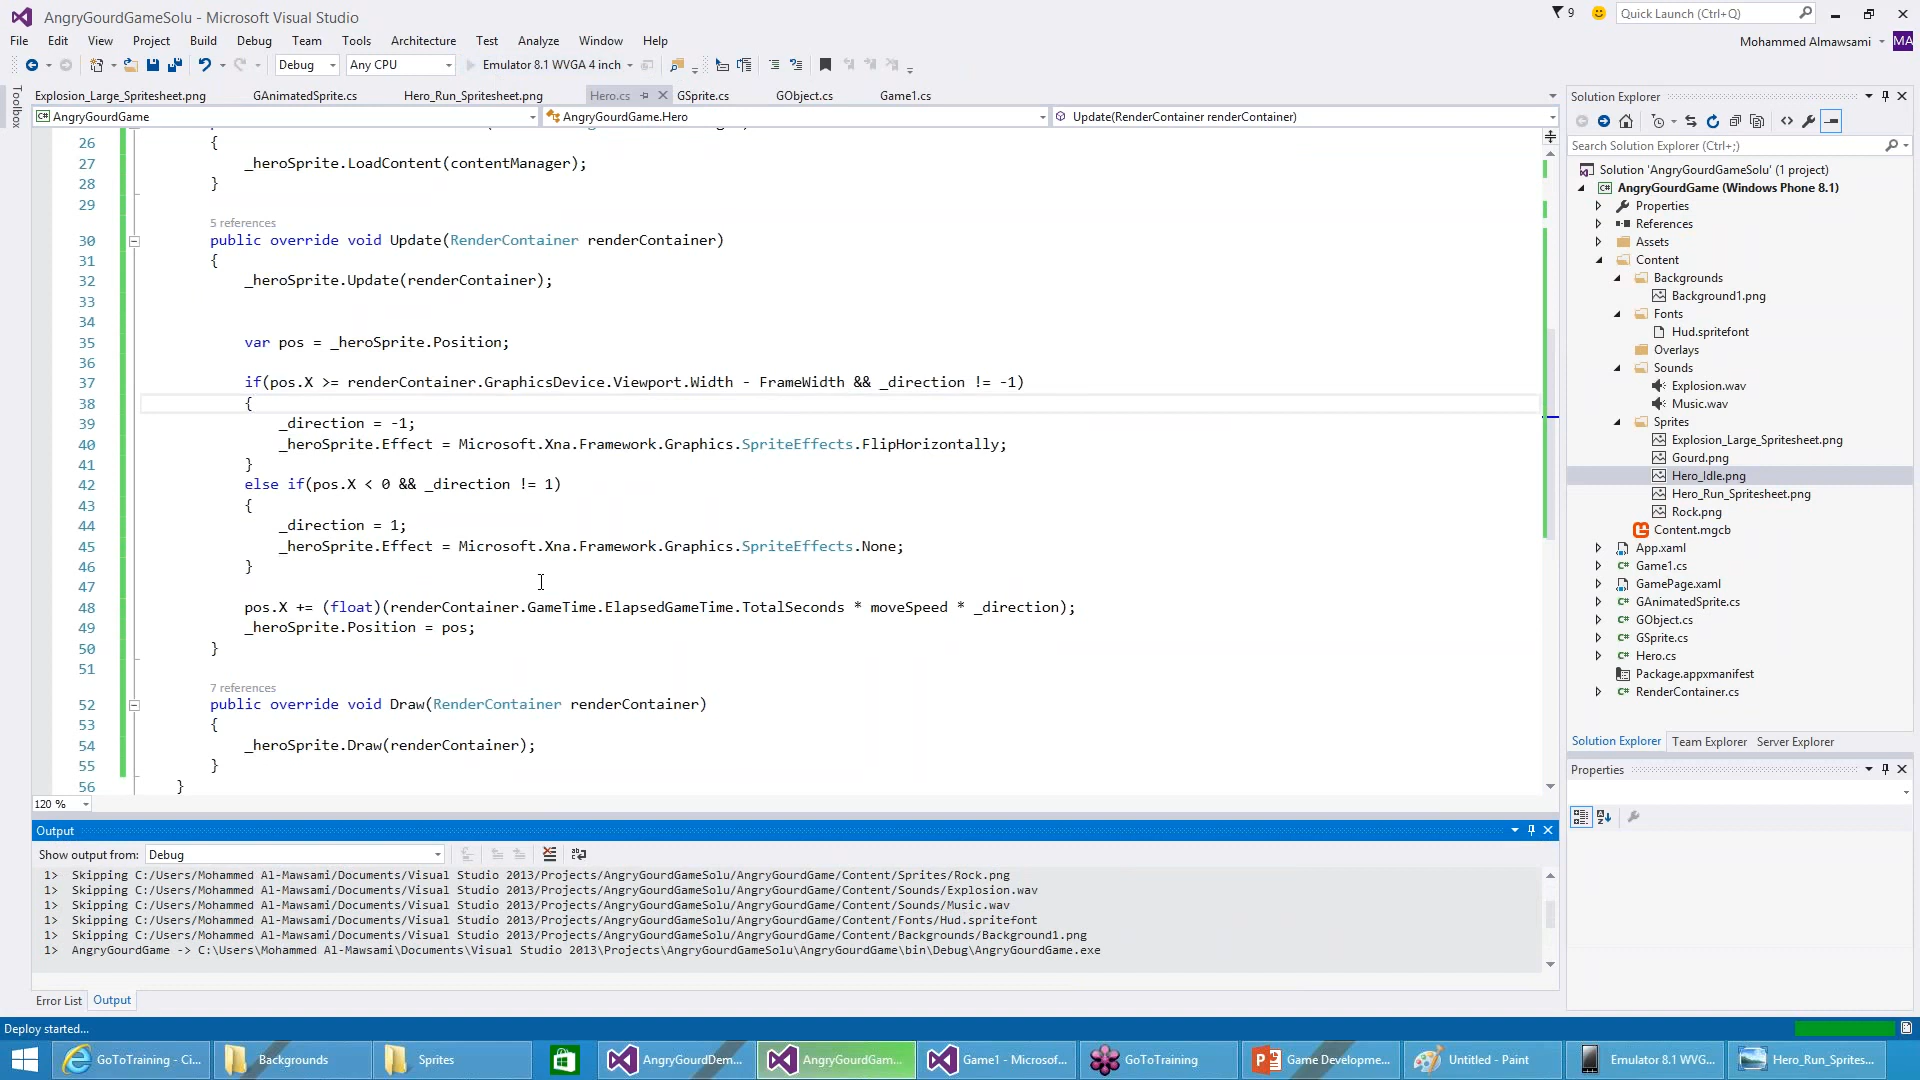 AngryGourdGameSolu - Microsoft Visual Studio
9
Quick Launch (Ctrl+Q)
File Edit View Project Build Debug Team Tools Architecture Test Analyze Window Help
Mohammed Almawsami
MA
Debug
Any CPU
Emulator 8.1 WVGA 4 inch
Toolbox
Explosion_Large_Spritesheet.png GAnimatedSprite.cs Hero_Run_Spritesheet.png Hero.cs GSprite.cs GObject.cs Game1.cs
AngryGourdGame
AngryGourdGame.Hero
Update(RenderContainer renderContainer)
26 {
27 _heroSprite.LoadContent(contentManager);
28 }
29
5 references
30 public override void Update(RenderContainer renderContainer)
31 {
32 _heroSprite.Update(renderContainer);
33
34
35 var pos = _heroSprite.Position;
36
37 if(pos.X >= renderContainer.GraphicsDevice.Viewport.Width - FrameWidth && _direction != -1)
38 {
39 _direction = -1;
40 _heroSprite.Effect = Microsoft.Xna.Framework.Graphics.SpriteEffects.FlipHorizontally;
41 }
42 else if(pos.X < 0 && _direction != 1)
43 {
44 _direction = 1;
45 _heroSprite.Effect = Microsoft.Xna.Framework.Graphics.SpriteEffects.None;
46 }
47
48 pos.X += (float)(renderContainer.GameTime.ElapsedGameTime.TotalSeconds * moveSpeed * _direction);
49 _heroSprite.Position = pos;
50 }
51
7 references
52 public override void Draw(RenderContainer renderContainer)
53 {
54 _heroSprite.Draw(renderContainer);
55 }
56 }
120 %
Output
Show output from: Debug
1> Skipping C:/Users/Mohammed Al-Mawsami/Documents/Visual Studio 2013/Projects/AngryGourdGameSolu/AngryGourdGame/Content/Sprites/Rock.png
1> Skipping C:/Users/Mohammed Al-Mawsami/Documents/Visual Studio 2013/Projects/AngryGourdGameSolu/AngryGourdGame/Content/Sounds/Explosion.wav
1> Skipping C:/Users/Mohammed Al-Mawsami/Documents/Visual Studio 2013/Projects/AngryGourdGameSolu/AngryGourdGame/Content/Sounds/Music.wav
1> Skipping C:/Users/Mohammed Al-Mawsami/Documents/Visual Studio 2013/Projects/AngryGourdGameSolu/AngryGourdGame/Content/Fonts/Hud.spritefont
1> Skipping C:/Users/Mohammed Al-Mawsami/Documents/Visual Studio 2013/Projects/AngryGourdGameSolu/AngryGourdGame/Content/Backgrounds/Background1.png
1> AngryGourdGame -> C:\Users\Mohammed Al-Mawsami\Documents\Visual Studio 2013\Projects\AngryGourdGameSolu\AngryGourdGame\bin\Debug\AngryGourdGame.exe
Error List Output
Solution Explorer
Search Solution Explorer (Ctrl+;)
Solution 'AngryGourdGameSolu' (1 project)
AngryGourdGame (Windows Phone 8.1)
Properties
References
Assets
Content
Backgrounds
Background1.png
Fonts
Hud.spritefont
Overlays
Sounds
Explosion.wav
Music.wav
Sprites
Explosion_Large_Spritesheet.png
Gourd.png
Hero_Idle.png
Hero_Run_Spritesheet.png
Rock.png
Content.mgcb
App.xaml
Game1.cs
GamePage.xaml
GAnimatedSprite.cs
GObject.cs
GSprite.cs
Hero.cs
Package.appxmanifest
RenderContainer.cs
Solution Explorer Team Explorer Server Explorer
Properties
Deploy started...
GoToTraining - Ci...
Backgrounds
Sprites
AngryGourdDem...
AngryGourdGam...
Game1 - Microsof...
GoToTraining
Game Developme...
Untitled - Paint
Emulator 8.1 WVG...
Hero_Run_Sprites...